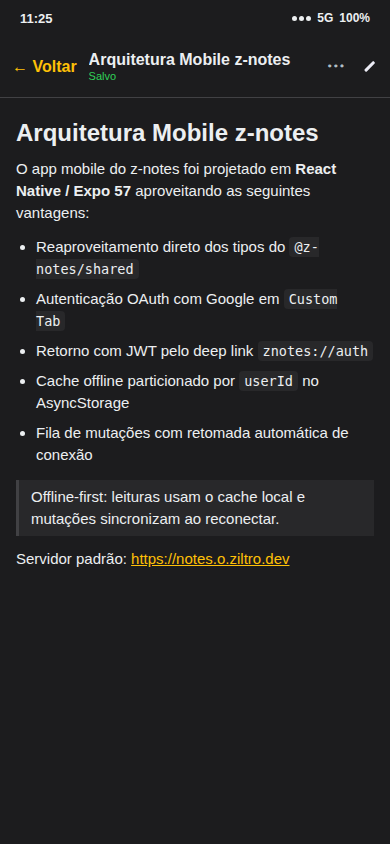 11:25
5G 100%
← Voltar
Arquitetura Mobile z-notes
Salvo
Arquitetura Mobile z-notes
O app mobile do z-notes foi projetado em React
Native / Expo 57 aproveitando as seguintes
vantagens:
• Reaproveitamento direto dos tipos do @z-
notes/shared
• Autenticação OAuth com Google em Custom
Tab
• Retorno com JWT pelo deep link znotes://auth
• Cache offline particionado por userId no
AsyncStorage
• Fila de mutações com retomada automática de
conexão
Offline-first: leituras usam o cache local e
mutações sincronizam ao reconectar.
Servidor padrão: https://notes.o.ziltro.dev